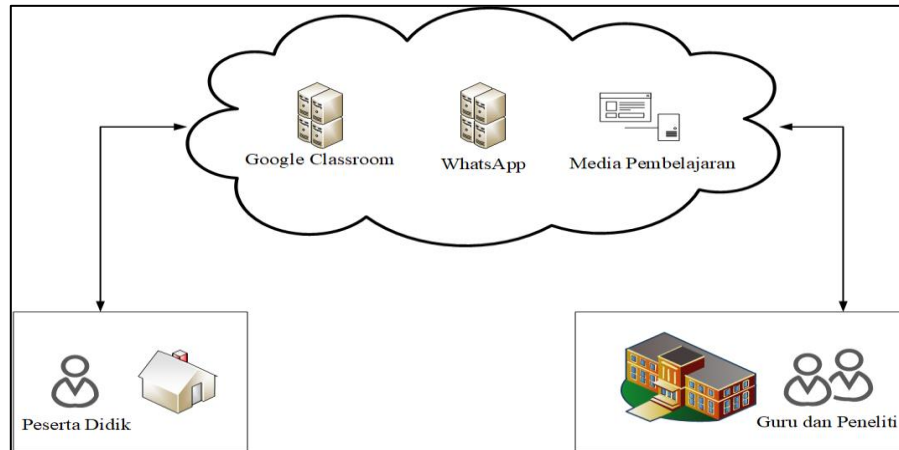 Google Classroom
WhatsApp
Media Pembelajaran
Peserta Didik
Guru dan Peneliti